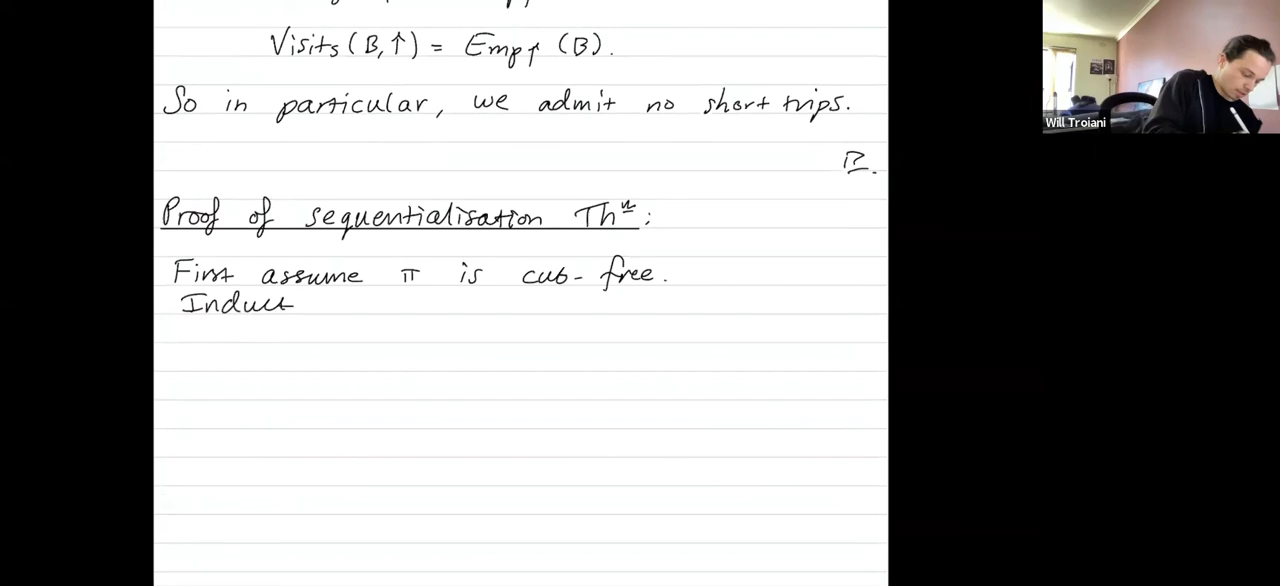 Visits (B, ↑) = Emp↑ (B).
So in particular, we admit no short trips.
Proof of sequentialisation Thm:
First assume π is cut-free.
Induct
Will Troiani